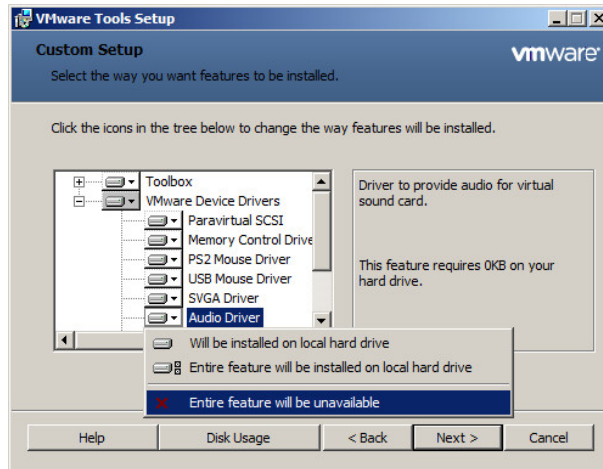 VMware Tools Setup
Custom Setup
Select the way you want features to be installed.
vmware
Click the icons in the tree below to change the way features will be installed.
Toolbox
VMware Device Drivers
Paravirtual SCSI
Memory Control Drive
PS2 Mouse Driver
USB Mouse Driver
SVGA Driver
Audio Driver
Driver to provide audio for virtual
sound card.
This feature requires 0KB on your
hard drive.
Will be installed on local hard drive
Entire feature will be installed on local hard drive
Entire feature will be unavailable
Help
Disk Usage
< Back
Next >
Cancel